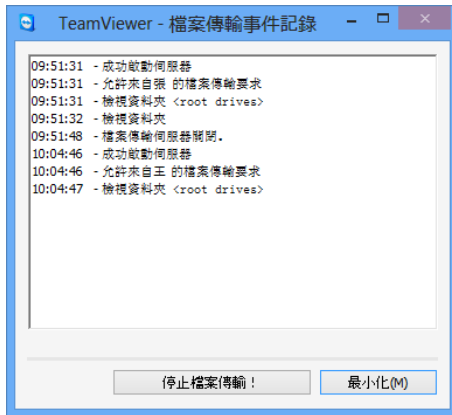 TeamViewer - 檔案傳輸事件記錄
09:51:31 - 成功啟動伺服器
09:51:31 - 允許來自張 的檔案傳輸要求
09:51:31 - 檢視資料夾 <root drives>
09:51:32 - 檢視資料夾
09:51:48 - 檔案傳輸伺服器關閉.
10:04:46 - 成功啟動伺服器
10:04:46 - 允許來自王 的檔案傳輸要求
10:04:47 - 檢視資料夾 <root drives>
停止檔案傳輸！ 最小化(M)